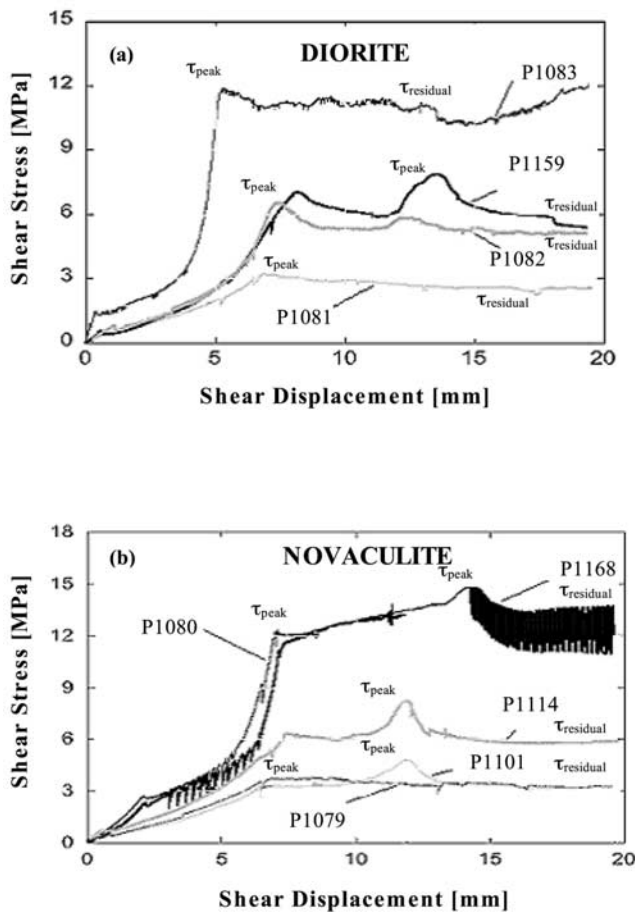 (a)
DIORITE
15
12
9
6
3
0
Shear Stress [MPa]
τpeak
τresidual
P1083
τpeak
τpeak
P1159
τresidual
τresidual
P1082
τpeak
τresidual
P1081
0 5 10 15 20
Shear Displacement [mm]
(b)
NOVACULITE
18
15
12
9
6
3
0
Shear Stress [MPa]
τpeak
P1168
τresidual
τpeak
P1080
τpeak
P1114
τresidual
τpeak
τpeak
P1101
τresidual
P1079
0 5 10 15 20
Shear Displacement [mm]